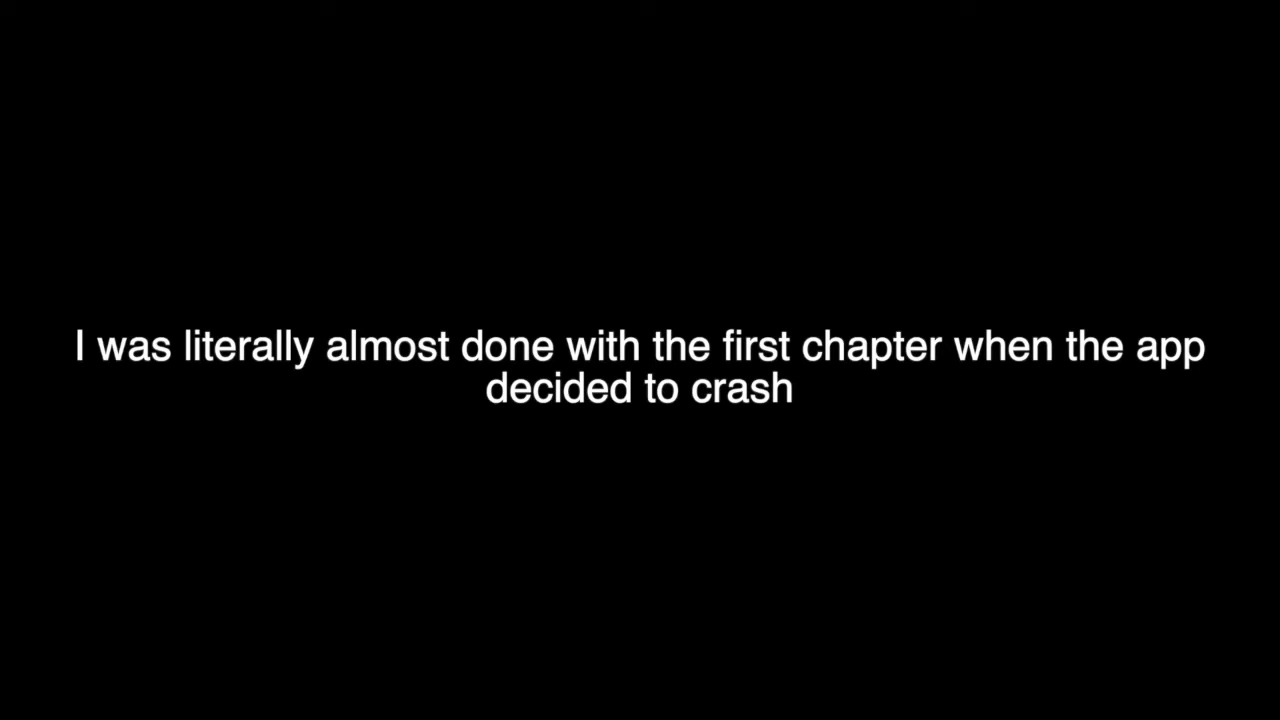 I was literally almost done with the first chapter when the app
decided to crash